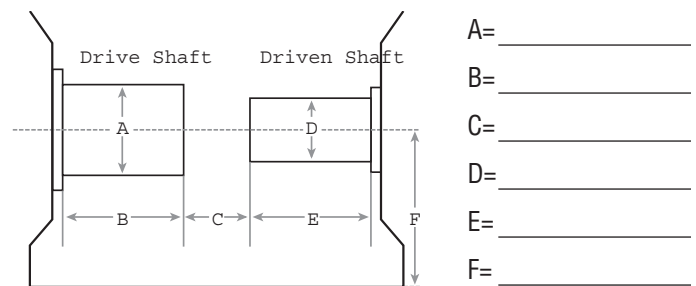 Drive Shaft Driven Shaft
A D
B C E F
A=
B=
C=
D=
E=
F=